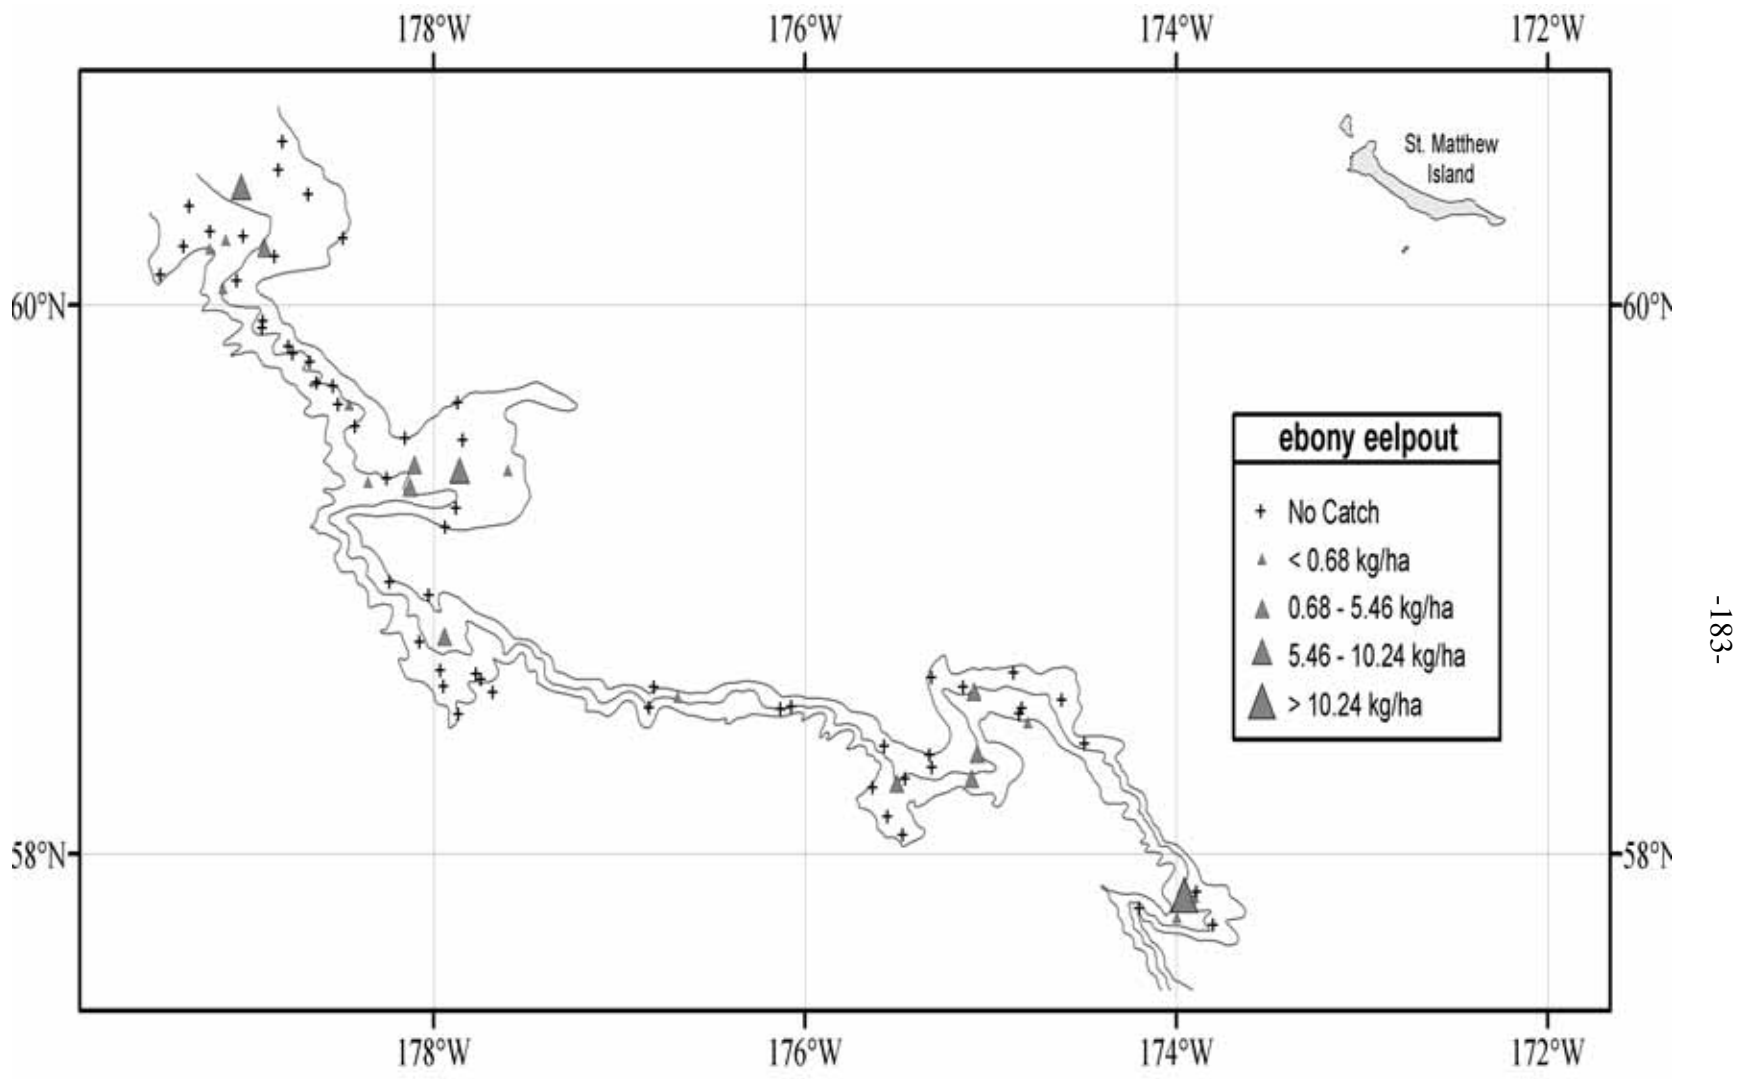 178°W 176°W 174°W 172°W
St. Matthew
Island
60°N 60°N
ebony eelpout
No Catch
< 0.68 kg/ha
0.68 - 5.46 kg/ha
5.46 - 10.24 kg/ha
> 10.24 kg/ha
-183-
58°N 58°N
178°W 176°W 174°W 172°W